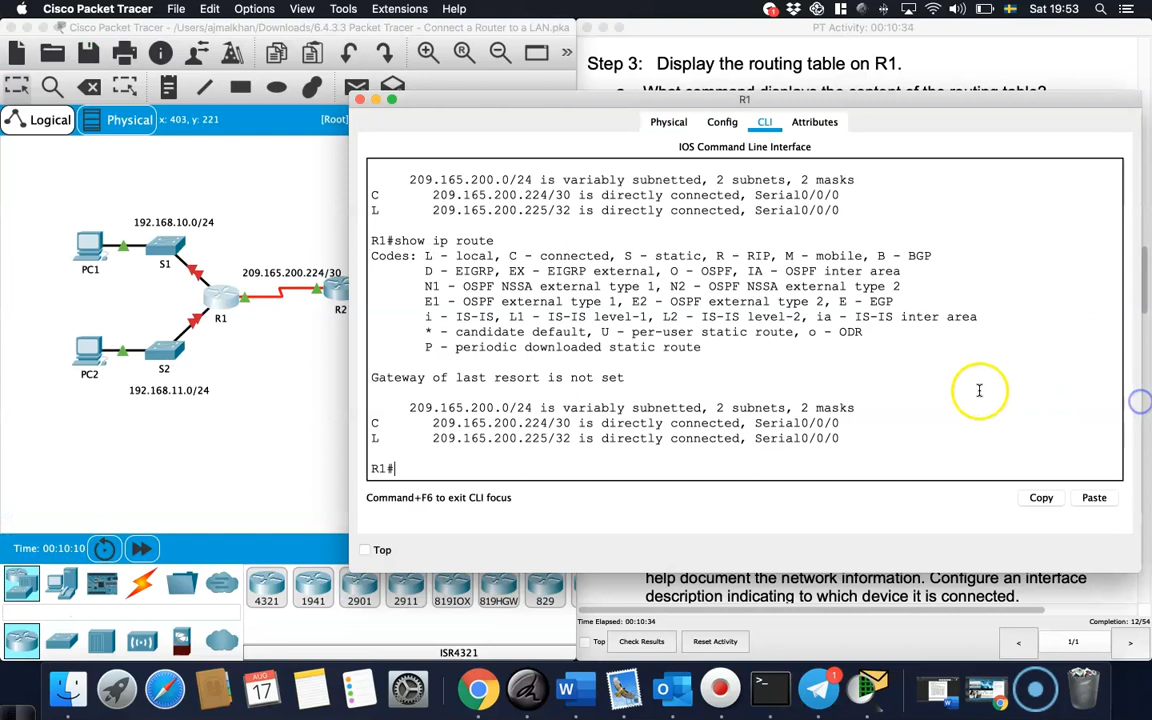 Cisco Packet Tracer File Edit Options View Tools Extensions Help
1
Sat 19:53
Cisco Packet Tracer - /Users/ajmalkhan/Downloads/6.4.3.3 Packet Tracer - Connect a Router to a LAN.pka
PT Activity: 00:10:34
Logical
Physical
x: 403, y: 221
[Root]
Step 3: Display the routing table on R1.
a. What command displays the content of the routing table?
R1
Physical Config CLI Attributes
IOS Command Line Interface
209.165.200.0/24 is variably subnetted, 2 subnets, 2 masks
C 209.165.200.224/30 is directly connected, Serial0/0/0
L 209.165.200.225/32 is directly connected, Serial0/0/0
R1#show ip route
Codes: L - local, C - connected, S - static, R - RIP, M - mobile, B - BGP
D - EIGRP, EX - EIGRP external, O - OSPF, IA - OSPF inter area
N1 - OSPF NSSA external type 1, N2 - OSPF NSSA external type 2
E1 - OSPF external type 1, E2 - OSPF external type 2, E - EGP
i - IS-IS, L1 - IS-IS level-1, L2 - IS-IS level-2, ia - IS-IS inter area
* - candidate default, U - per-user static route, o - ODR
P - periodic downloaded static route
Gateway of last resort is not set
209.165.200.0/24 is variably subnetted, 2 subnets, 2 masks
C 209.165.200.224/30 is directly connected, Serial0/0/0
L 209.165.200.225/32 is directly connected, Serial0/0/0
R1#
Command+F6 to exit CLI focus
Copy
Paste
Top
192.168.10.0/24
PC1
S1
209.165.200.224/30
R1
R2
PC2
S2
192.168.11.0/24
Time: 00:10:10
4321 1941 2901 2911 819IOX 819HGW 829
ISR4321
help document the network information. Configure an interface
description indicating to which device it is connected.
Time Elapsed: 00:10:34
Completion: 12/54
Top
Check Results
Reset Activity
<
1/1
>
AUG
17
1